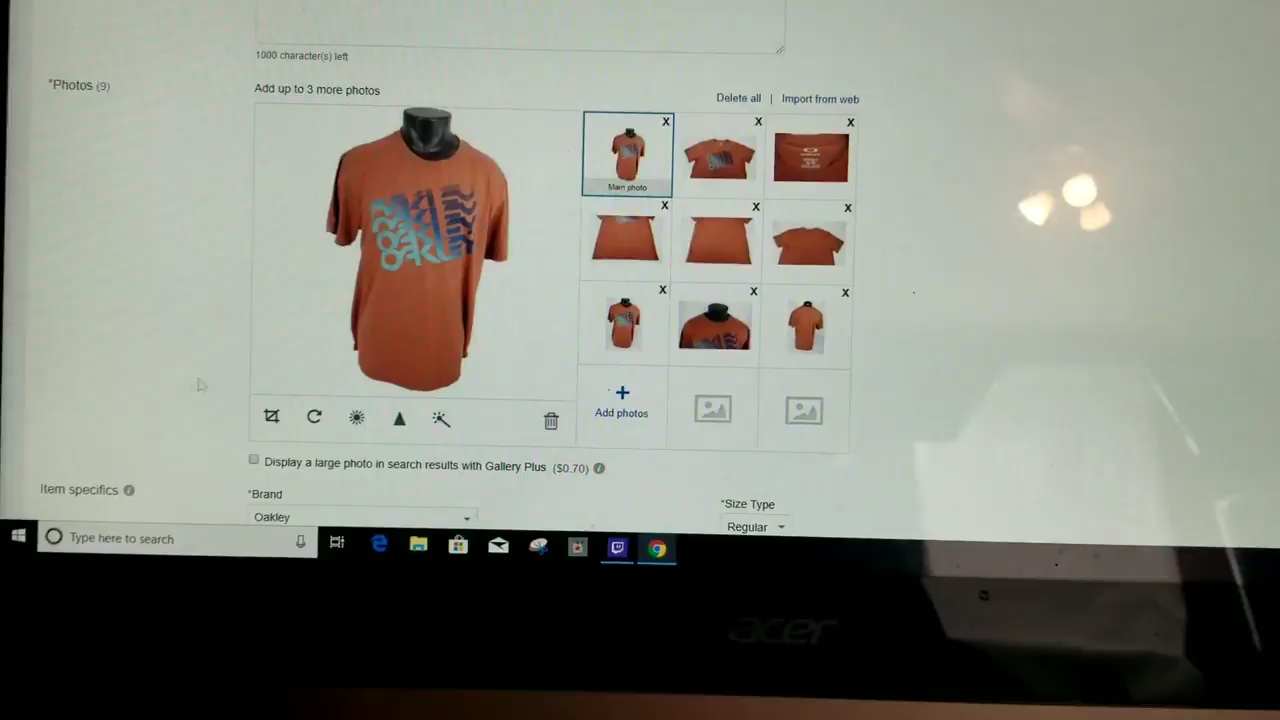 1000 character(s) left
*Photos (9)
Add up to 3 more photos
Delete all | Import from web
X
X
X
Main photo
X
X
X
X
X
X
OAKLEY
+
Add photos
Display a large photo in search results with Gallery Plus ($0.70)
Item specifics
*Brand
*Size Type
Oakley
Regular
Type here to search
acer